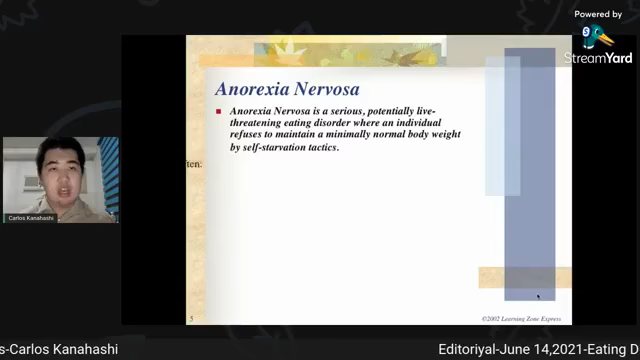 Powered by
StreamYard
Anorexia Nervosa
Anorexia Nervosa is a serious, potentially live-
threatening eating disorder where an individual
refuses to maintain a minimally normal body weight
by self-starvation tactics.
ten.
Carlos Kanahashi
5
©2002 Learning Zone Express
s-Carlos Kanahashi
Editoriyal-June 14,2021-Eating D